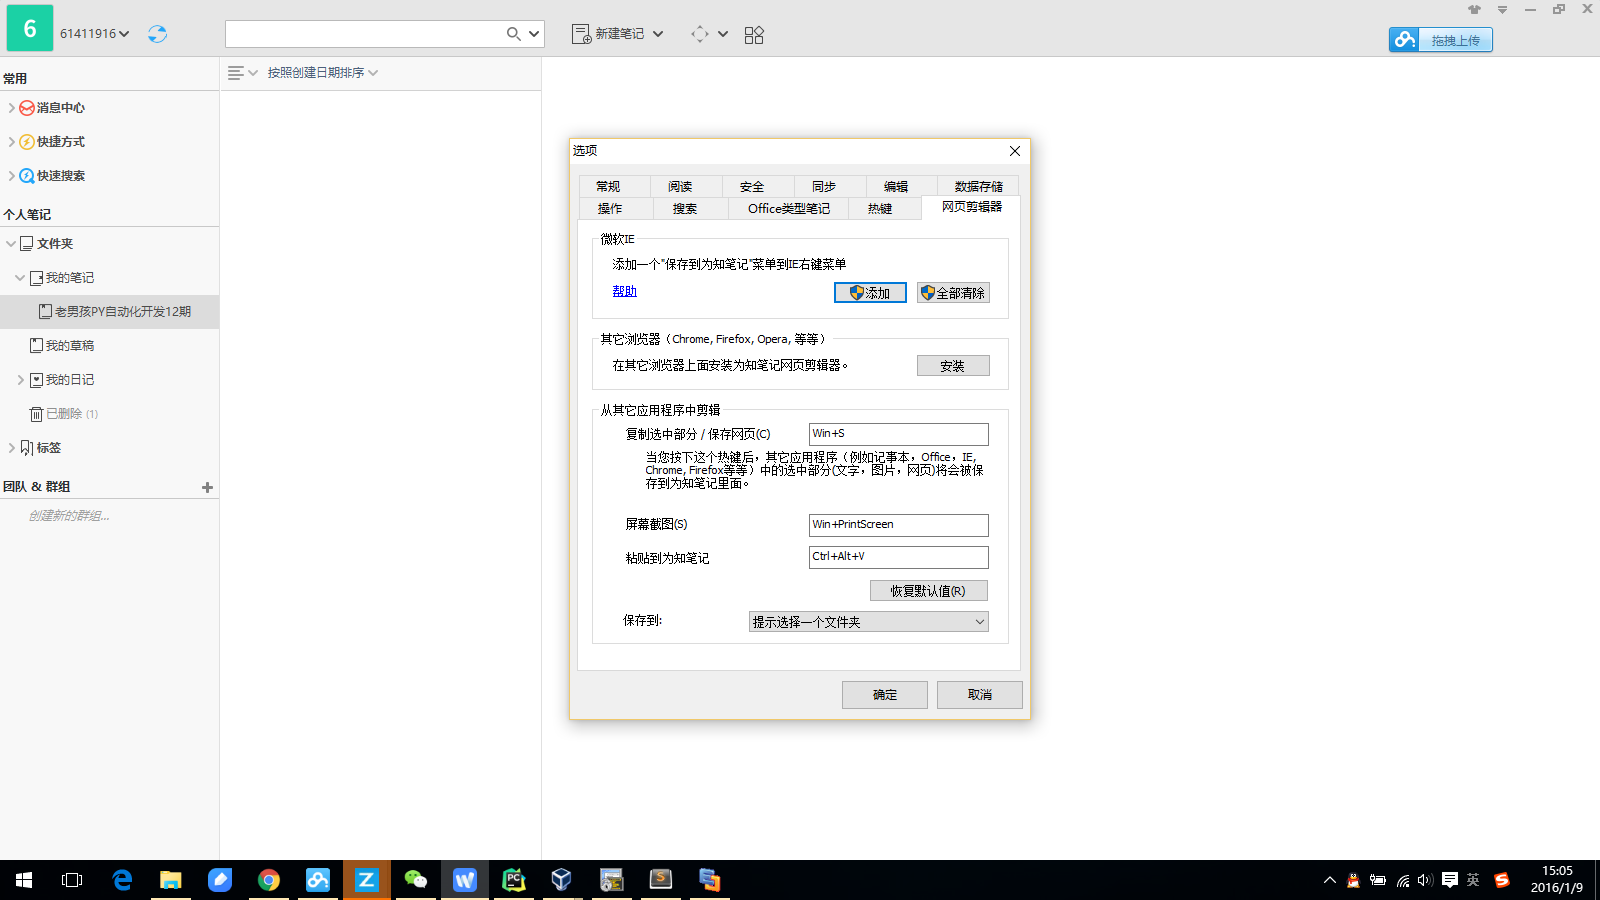 6
61411916
新建笔记
拖拽上传
常用
消息中心
快捷方式
快速搜索
个人笔记
文件夹
我的笔记
老男孩PY自动化开发12期
我的草稿
我的日记
已删除 (1)
标签
团队 & 群组
创建新的群组...
按照创建日期排序
选项
常规 阅读 安全 同步 编辑 数据存储
操作 搜索 Office类型笔记 热键 网页剪辑器
微软IE
添加一个"保存到为知笔记"菜单到IE右键菜单
帮助
添加
全部清除
其它浏览器（Chrome, Firefox, Opera, 等等）
在其它浏览器上面安装为知笔记网页剪辑器。
安装
从其它应用程序中剪辑
复制选中部分 / 保存网页(C)
Win+S
当您按下这个热键后，其它应用程序（例如记事本，Office，IE,
Chrome, Firefox等等）中的选中部分(文字，图片，网页)将会被保
存到为知笔记里面。
屏幕截图(S)
Win+PrintScreen
粘贴到为知笔记
Ctrl+Alt+V
恢复默认值(R)
保存到:
提示选择一个文件夹
确定
取消
英
15:05
2016/1/9